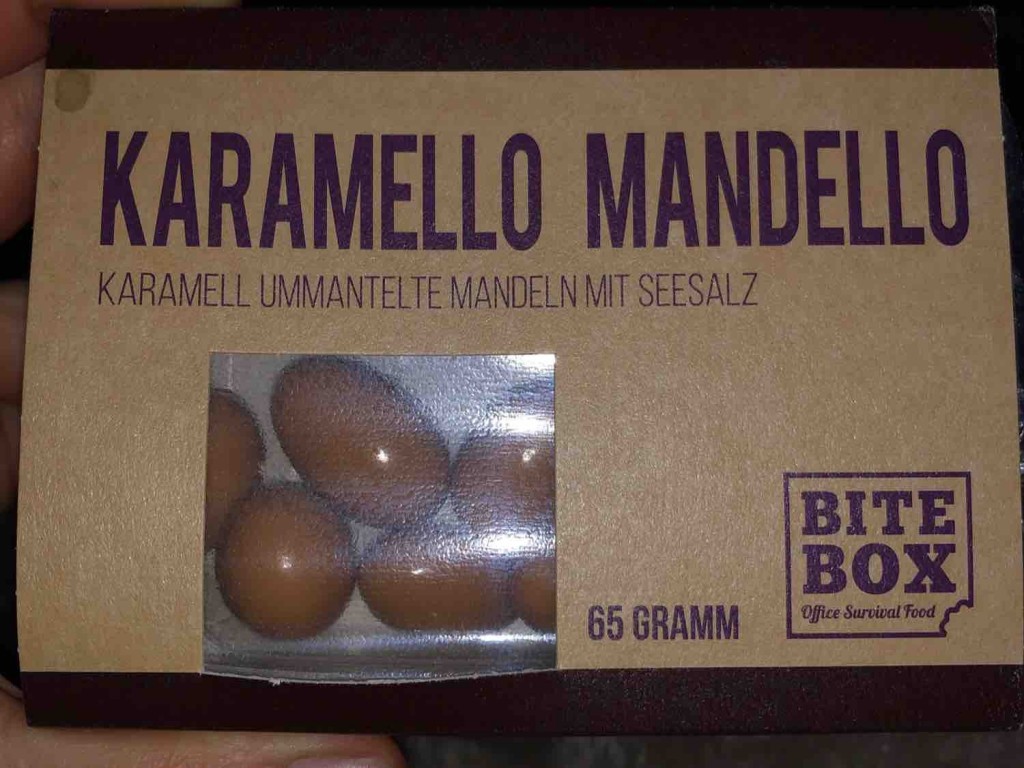 KARAMELLO MANDELLO
KARAMELL UMMANTELTE MANDELN MIT SEESALZ
65 GRAMM
BITE
BOX
Office Survival Food